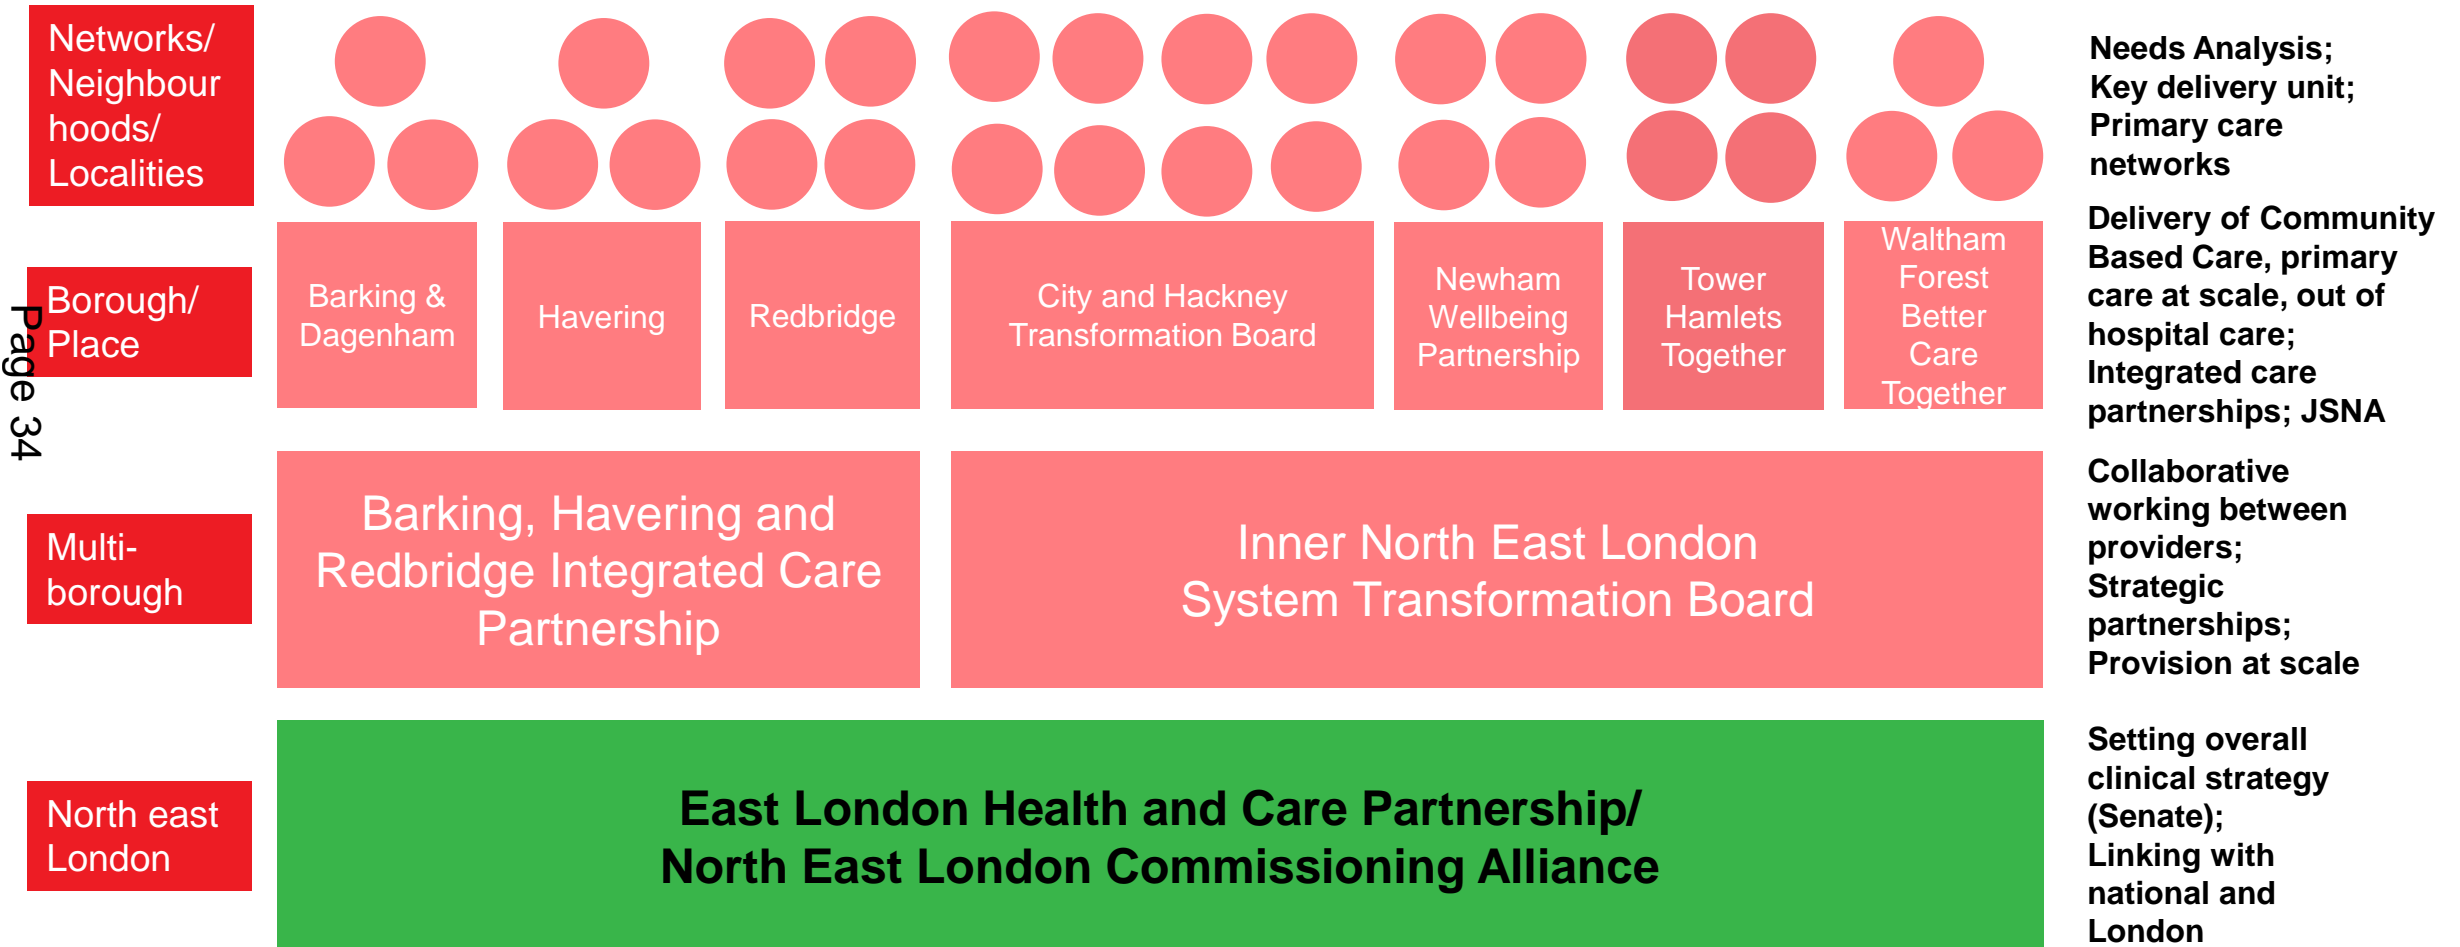 Networks/
Neighbour
hoods/
Localities
Needs Analysis;
Key delivery unit;
Primary care
networks
Page 34
Borough/
Place
Barking &
Dagenham
Havering
Redbridge
City and Hackney
Transformation Board
Newham
Wellbeing
Partnership
Tower
Hamlets
Together
Waltham
Forest
Better
Care
Together
Delivery of Community
Based Care, primary
care at scale, out of
hospital care;
Integrated care
partnerships; JSNA
Multi-
borough
Barking, Havering and
Redbridge Integrated Care
Partnership
Inner North East London
System Transformation Board
Collaborative
working between
providers;
Strategic
partnerships;
Provision at scale
North east
London
East London Health and Care Partnership/
North East London Commissioning Alliance
Setting overall
clinical strategy
(Senate);
Linking with
national and
London